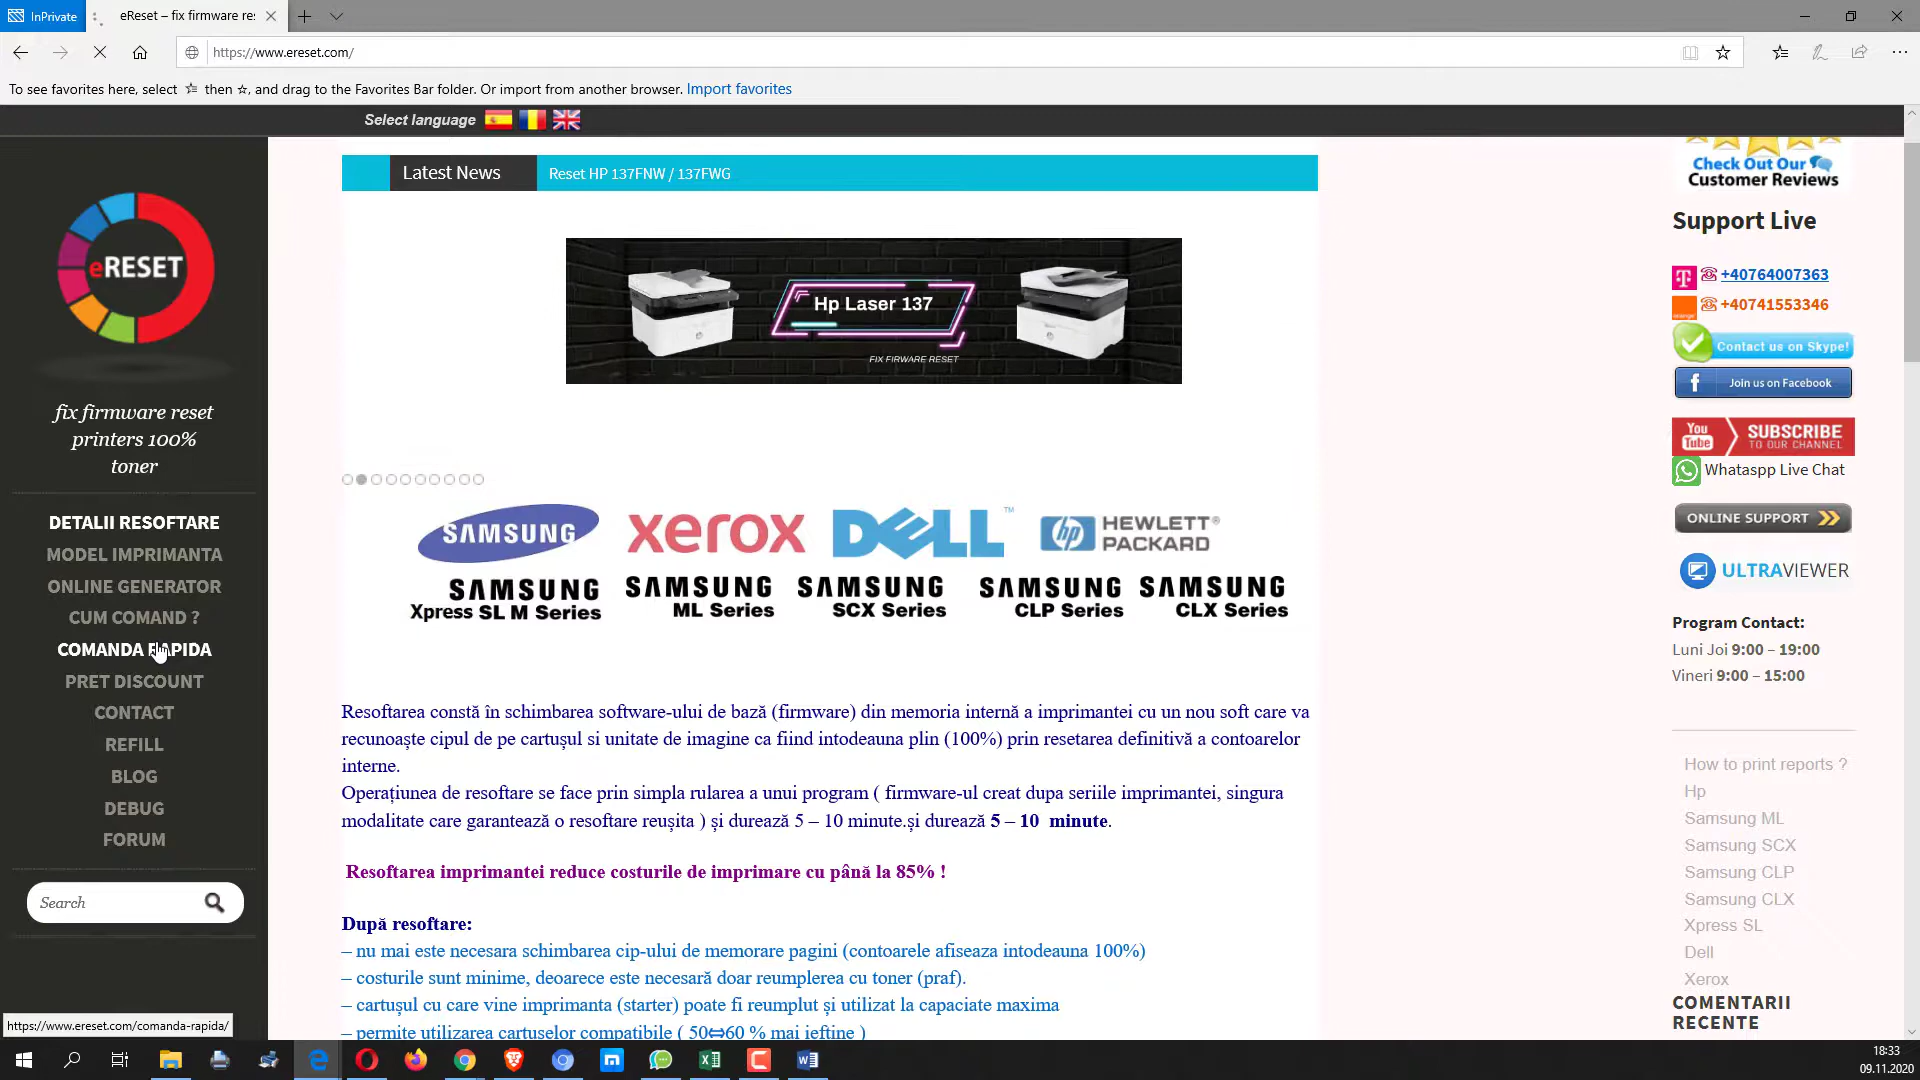 InPrivate
eReset – fix firmware res
https://www.ereset.com/
To see favorites here, select ☆ then ☆, and drag to the Favorites Bar folder. Or import from another browser. Import favorites
Select language
eRESET
fix firmware reset
printers 100%
toner
DETALII RESOFTARE
MODEL IMPRIMANTA
ONLINE GENERATOR
CUM COMAND ?
COMANDA RAPIDA
PRET DISCOUNT
CONTACT
REFILL
BLOG
DEBUG
FORUM
Search
https://www.ereset.com/comanda-rapida/
Latest News
Reset HP 137FNW / 137FWG
Hp Laser 137
FIX FIRWARE RESET
SAMSUNG xerox DELL™ hp HEWLETT® PACKARD
SAMSUNG SAMSUNG SAMSUNG SAMSUNG SAMSUNG
Xpress SL M Series ML Series SCX Series CLP Series CLX Series
Resoftarea constă în schimbarea software-ului de bază (firmware) din memoria internă a imprimantei cu un nou soft care va
recunoaște cipul de pe cartușul si unitate de imagine ca fiind intodeauna plin (100%) prin resetarea definitivă a contoarelor
interne.
Operațiunea de resoftare se face prin simpla rularea a unui program ( firmware-ul creat dupa seriile imprimantei, singura
modalitate care garantează o resoftare reușita ) și durează 5 – 10 minute.și durează 5 – 10 minute.
Resoftarea imprimantei reduce costurile de imprimare cu până la 85% !
După resoftare:
– nu mai este necesara schimbarea cip-ului de memorare pagini (contoarele afiseaza intodeauna 100%)
– costurile sunt minime, deoarece este necesară doar reumplerea cu toner (praf).
– cartușul cu care vine imprimanta (starter) poate fi reumplut și utilizat la capaciate maxima
– permite utilizarea cartuselor compatibile ( 50⇔60 % mai ieftine )
Check Out Our
Customer Reviews
Support Live
+40764007363
+40741553346
Contact us on Skype!
Join us on Facebook
You Tube SUBSCRIBE
TO OUR CHANNEL
Whataspp Live Chat
ONLINE SUPPORT
ULTRAVIEWER
Program Contact:
Luni Joi 9:00 – 19:00
Vineri 9:00 – 15:00
How to print reports ?
Hp
Samsung ML
Samsung SCX
Samsung CLP
Samsung CLX
Xpress SL
Dell
Xerox
COMENTARII
RECENTE
18:33
09.11.2020